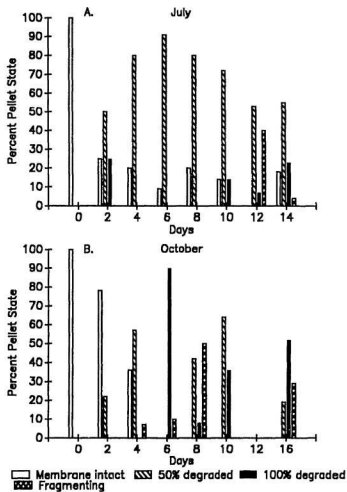 A. July
Percent Pellet State
100
90
80
70
60
50
40
30
20
10
0
0 2 4 6 8 10 12 14
Days
B. October
Percent Pellet State
100
90
80
70
60
50
40
30
20
10
0
0 2 4 6 8 10 14 16
Days
Membrane intact 50% degraded 100% degraded
Fragmenting